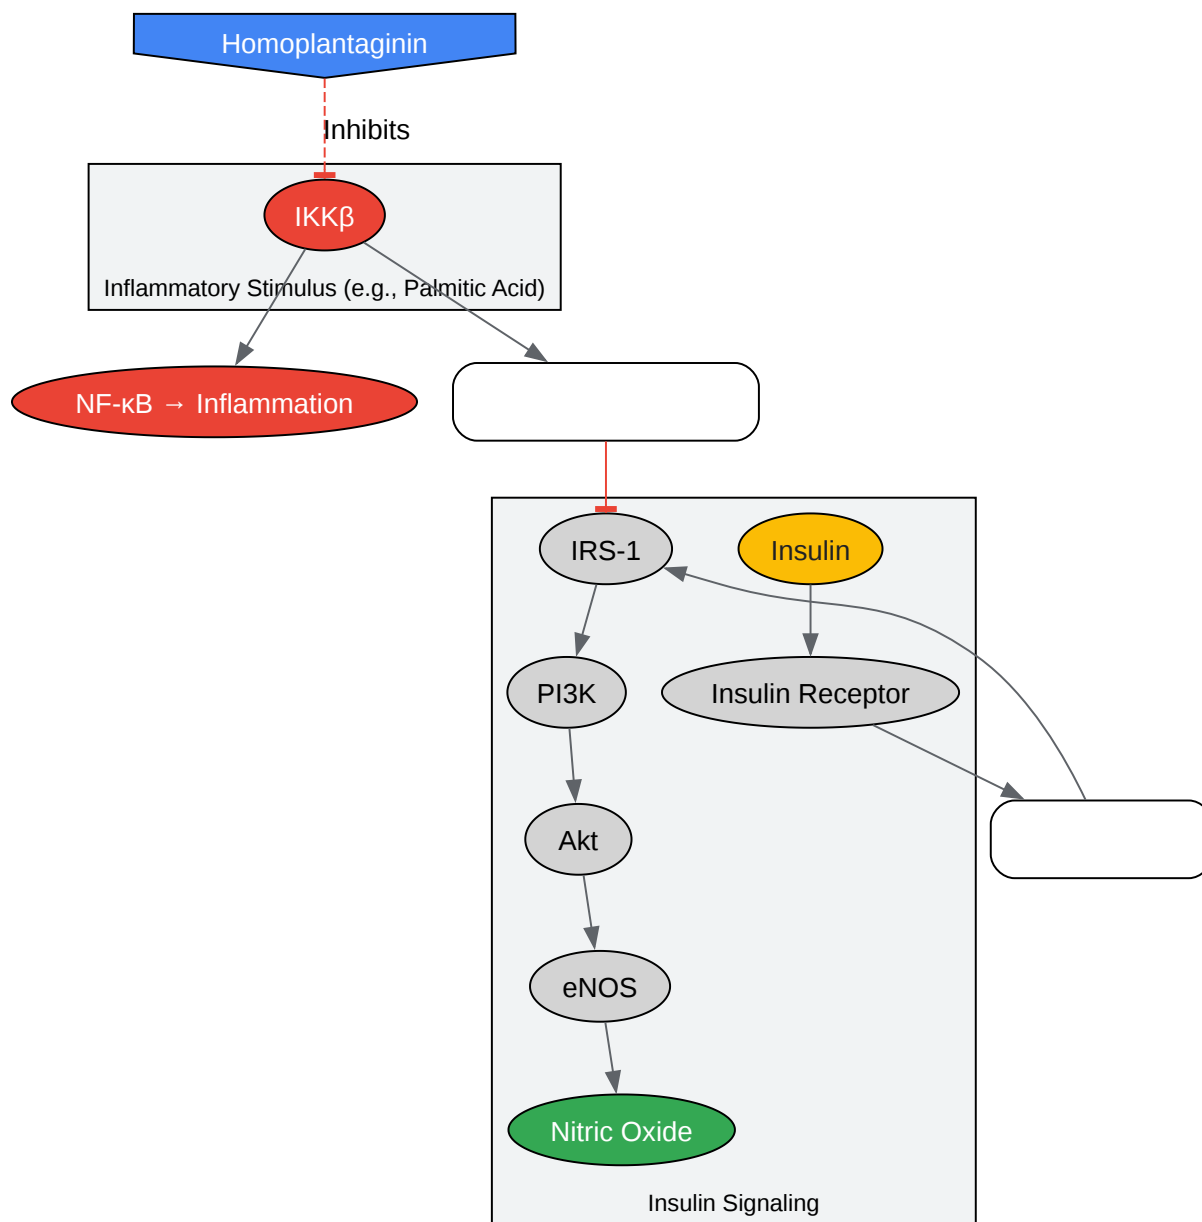 Homoplantaginin
Inhibits
IKKβ
Inflammatory Stimulus (e.g., Palmitic Acid)
NF-κB → Inflammation
IRS-1
Insulin
PI3K
Insulin Receptor
Akt
eNOS
Nitric Oxide
Insulin Signaling